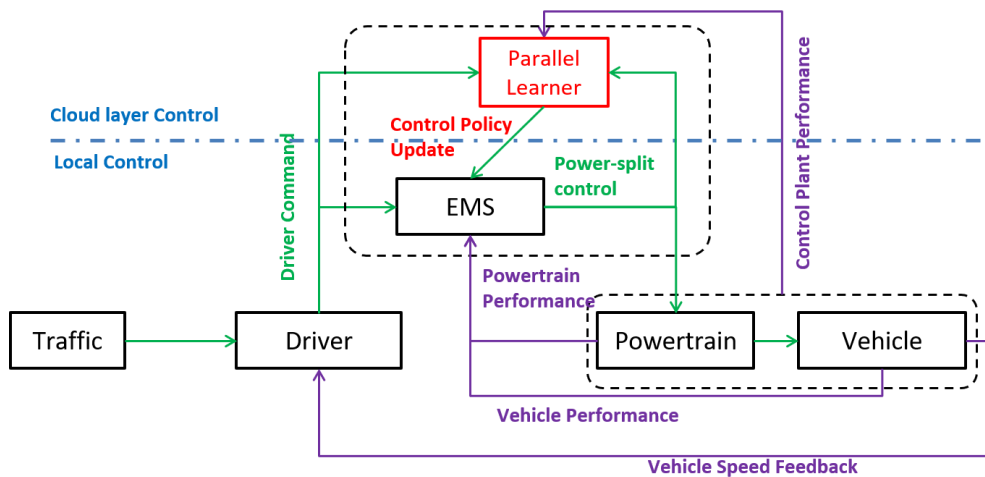 Parallel
Learner
Cloud layer Control
Control Policy
Update
Local Control
Power-split
control
EMS
Driver Command
Control Plant Performance
Powertrain
Performance
Traffic
Driver
Powertrain
Vehicle
Vehicle Performance
Vehicle Speed Feedback